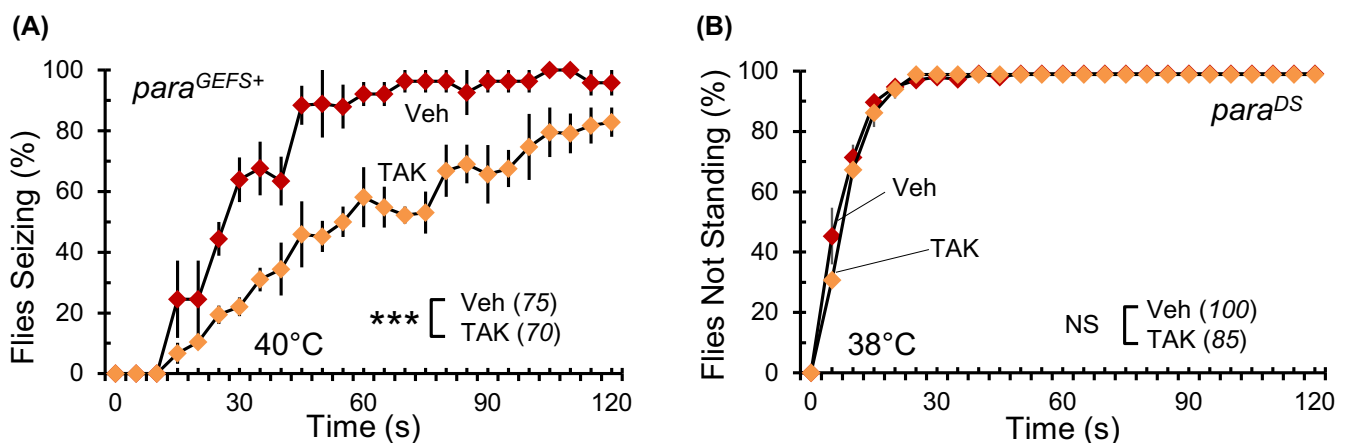 (A)
Flies Seizing (%)
100
80
60
40
20
0
para^GEFS+
Veh
TAK
40°C
***
Veh (75)
TAK (70)
0 30 60 90 120
Time (s)
(B)
Flies Not Standing (%)
100
80
60
40
20
0
para^DS
Veh
TAK
38°C
NS
Veh (100)
TAK (85)
0 30 60 90 120
Time (s)